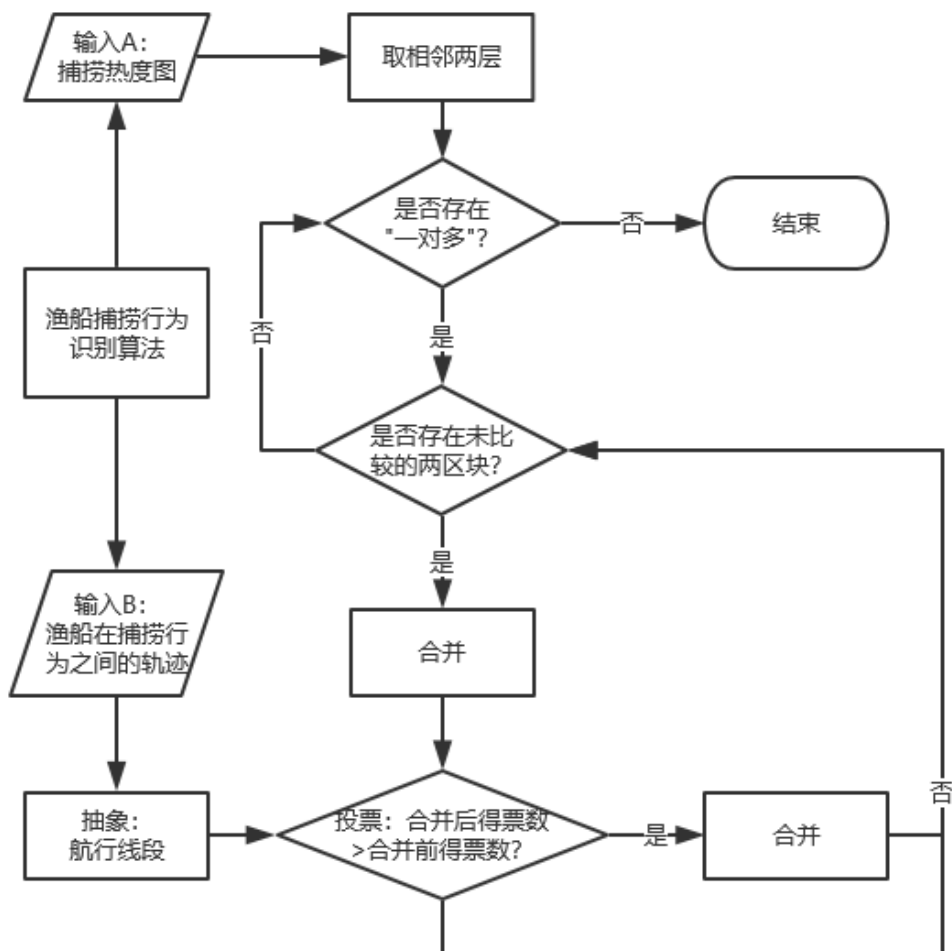 输入A：
捕捞热度图
取相邻两层
是否存在
"一对多"？
否
结束
渔船捕捞行为
识别算法
否
是
是否存在未比
较的两区块？
是
输入B：
渔船在捕捞行
为之间的轨迹
合并
抽象：
航行线段
投票：合并后得票数
>合并前得票数？
是
合并
否